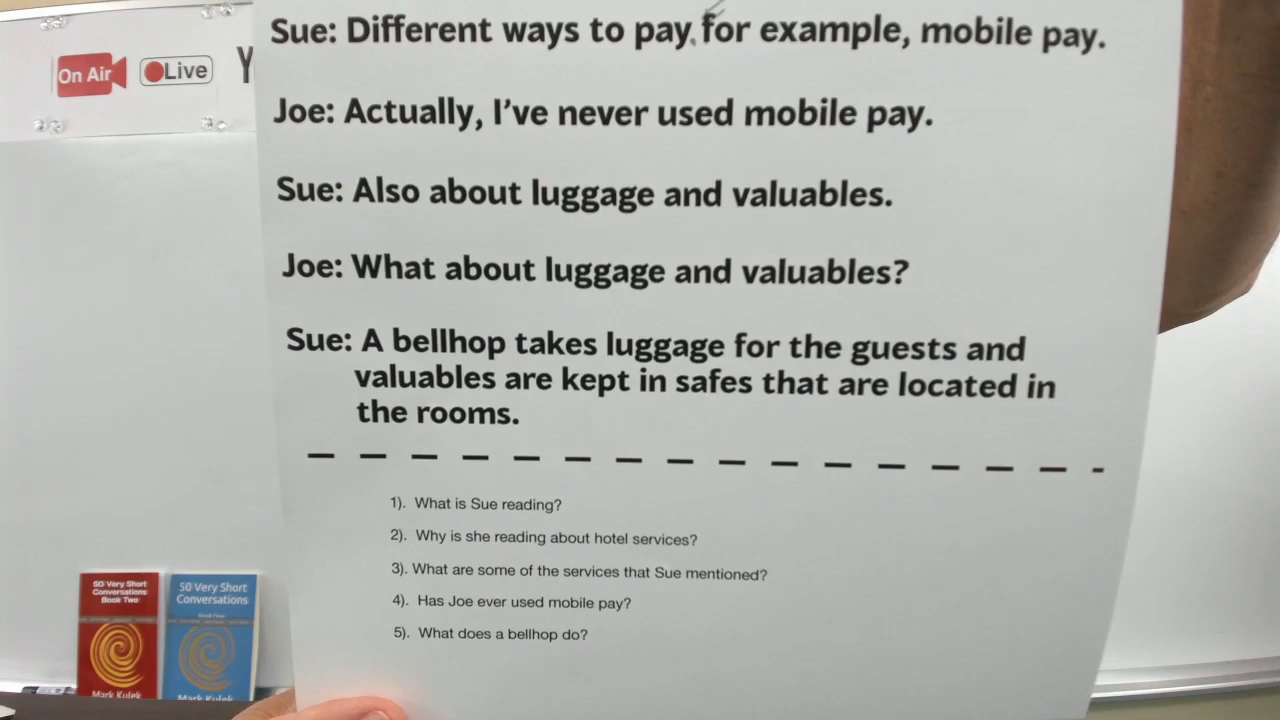 On Air
Live
Y
Sue: Different ways to pay, for example, mobile pay.
Joe: Actually, I've never used mobile pay.
Sue: Also about luggage and valuables.
Joe: What about luggage and valuables?
Sue: A bellhop takes luggage for the guests and
valuables are kept in safes that are located in
the rooms.
1). What is Sue reading?
2). Why is she reading about hotel services?
3). What are some of the services that Sue mentioned?
4). Has Joe ever used mobile pay?
5). What does a bellhop do?
50 Very Short
Conversations
Book Two
Mark Kulek
50 Very Short
Conversations
Mark Kulek